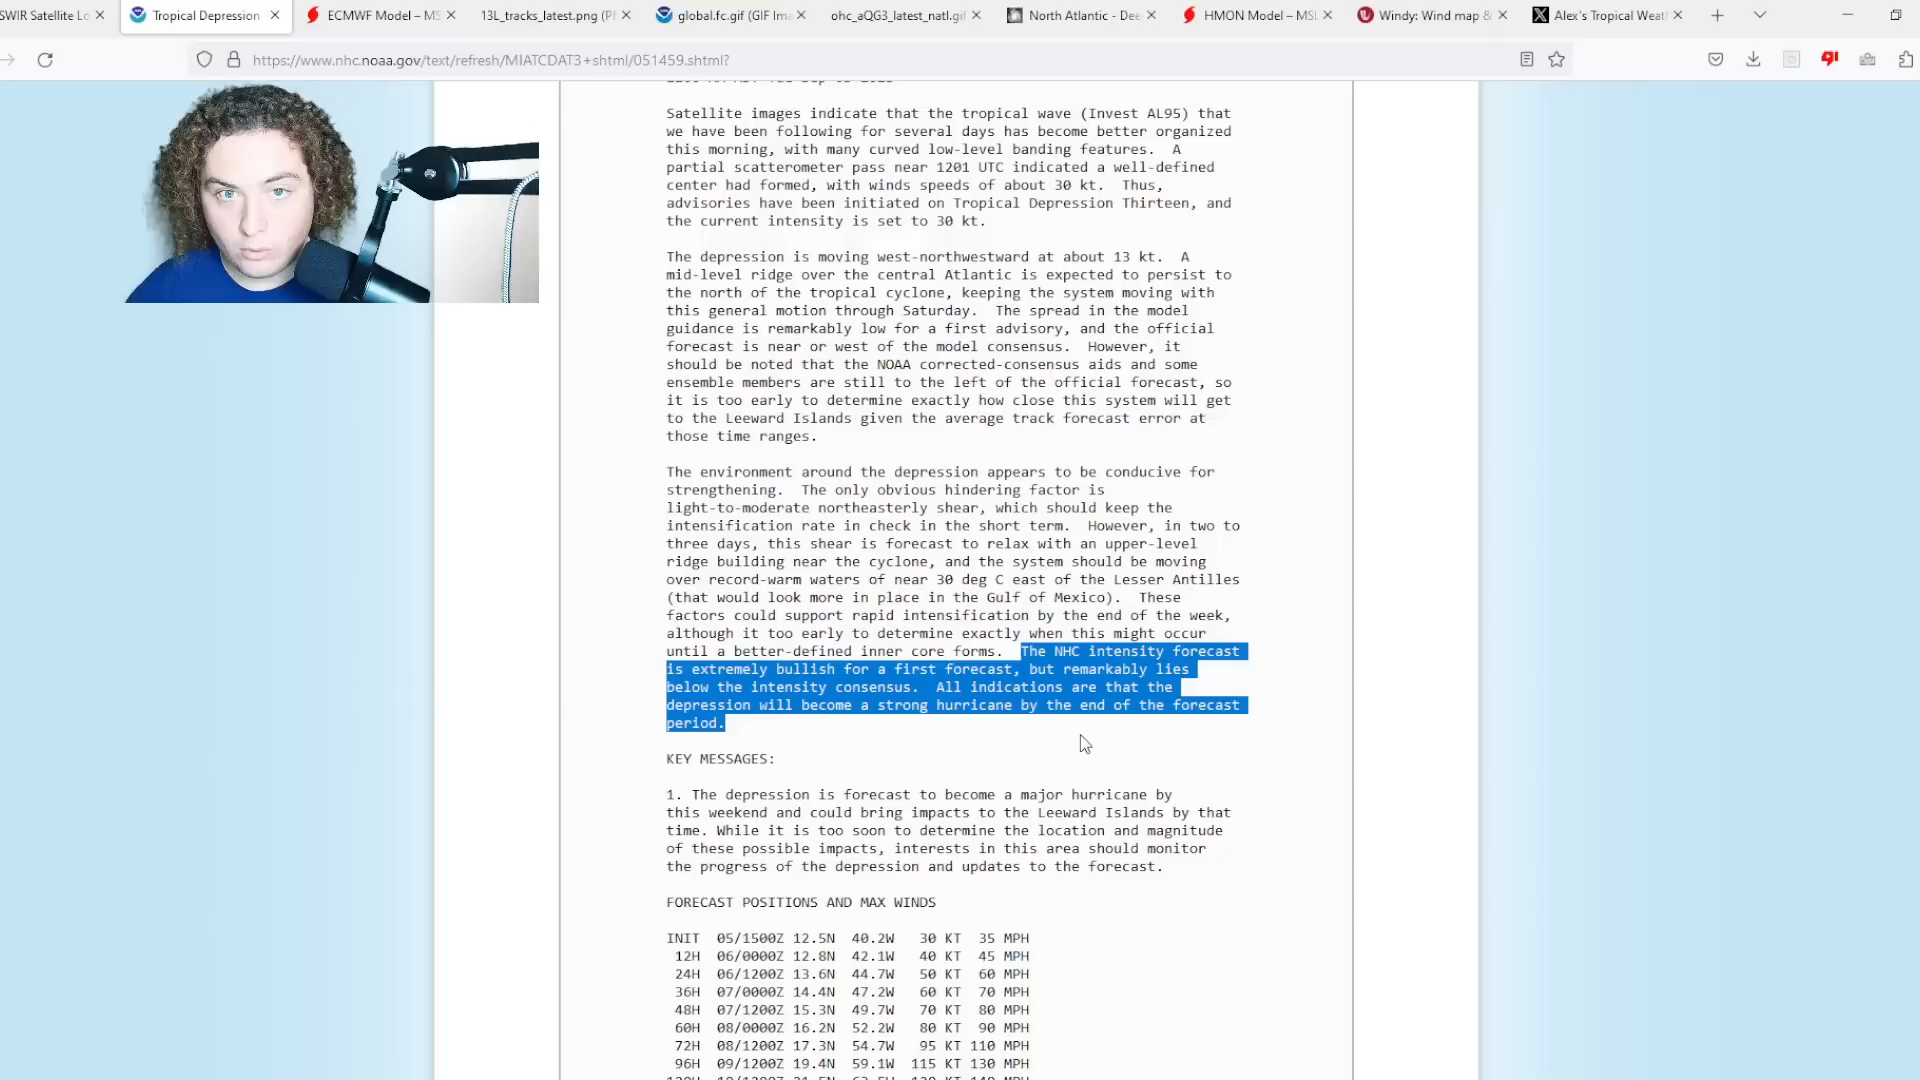 SWIR Satellite Lo
Tropical Depression
ECMWF Model – MS
13L_tracks_latest.png (P
global.fc.gif (GIF Im
ohc_aQG3_latest_natl.gif
North Atlantic - De
HMON Model – MSL
Windy: Wind map &
Alex's Tropical Weat
https://www.nhc.noaa.gov/text/refresh/MIATCDAT3+shtml/051459.shtml?
Satellite images indicate that the tropical wave (Invest AL95) that
we have been following for several days has become better organized
this morning, with many curved low-level banding features. A
partial scatterometer pass near 1201 UTC indicated a well-defined
center had formed, with winds speeds of about 30 kt. Thus,
advisories have been initiated on Tropical Depression Thirteen, and
the current intensity is set to 30 kt.
The depression is moving west-northwestward at about 13 kt. A
mid-level ridge over the central Atlantic is expected to persist to
the north of the tropical cyclone, keeping the system moving with
this general motion through Saturday. The spread in the model
guidance is remarkably low for a first advisory, and the official
forecast is near or west of the model consensus. However, it
should be noted that the NOAA corrected-consensus aids and some
ensemble members are still to the left of the official forecast, so
it is too early to determine exactly how close this system will get
to the Leeward Islands given the average track forecast error at
those time ranges.
The environment around the depression appears to be conducive for
strengthening. The only obvious hindering factor is
light-to-moderate northeasterly shear, which should keep the
intensification rate in check in the short term. However, in two to
three days, this shear is forecast to relax with an upper-level
ridge building near the cyclone, and the system should be moving
over record-warm waters of near 30 deg C east of the Lesser Antilles
(that would look more in place in the Gulf of Mexico). These
factors could support rapid intensification by the end of the week,
although it too early to determine exactly when this might occur
until a better-defined inner core forms. The NHC intensity forecast
is extremely bullish for a first forecast, but remarkably lies
below the intensity consensus. All indications are that the
depression will become a strong hurricane by the end of the forecast
period.
KEY MESSAGES:
1. The depression is forecast to become a major hurricane by
this weekend and could bring impacts to the Leeward Islands by that
time. While it is too soon to determine the location and magnitude
of these possible impacts, interests in this area should monitor
the progress of the depression and updates to the forecast.
FORECAST POSITIONS AND MAX WINDS
INIT 05/1500Z 12.5N 40.2W 30 KT 35 MPH
12H 06/0000Z 12.8N 42.1W 40 KT 45 MPH
24H 06/1200Z 13.6N 44.7W 50 KT 60 MPH
36H 07/0000Z 14.4N 47.2W 60 KT 70 MPH
48H 07/1200Z 15.3N 49.7W 70 KT 80 MPH
60H 08/0000Z 16.2N 52.2W 80 KT 90 MPH
72H 08/1200Z 17.3N 54.7W 95 KT 110 MPH
96H 09/1200Z 19.4N 59.1W 115 KT 130 MPH